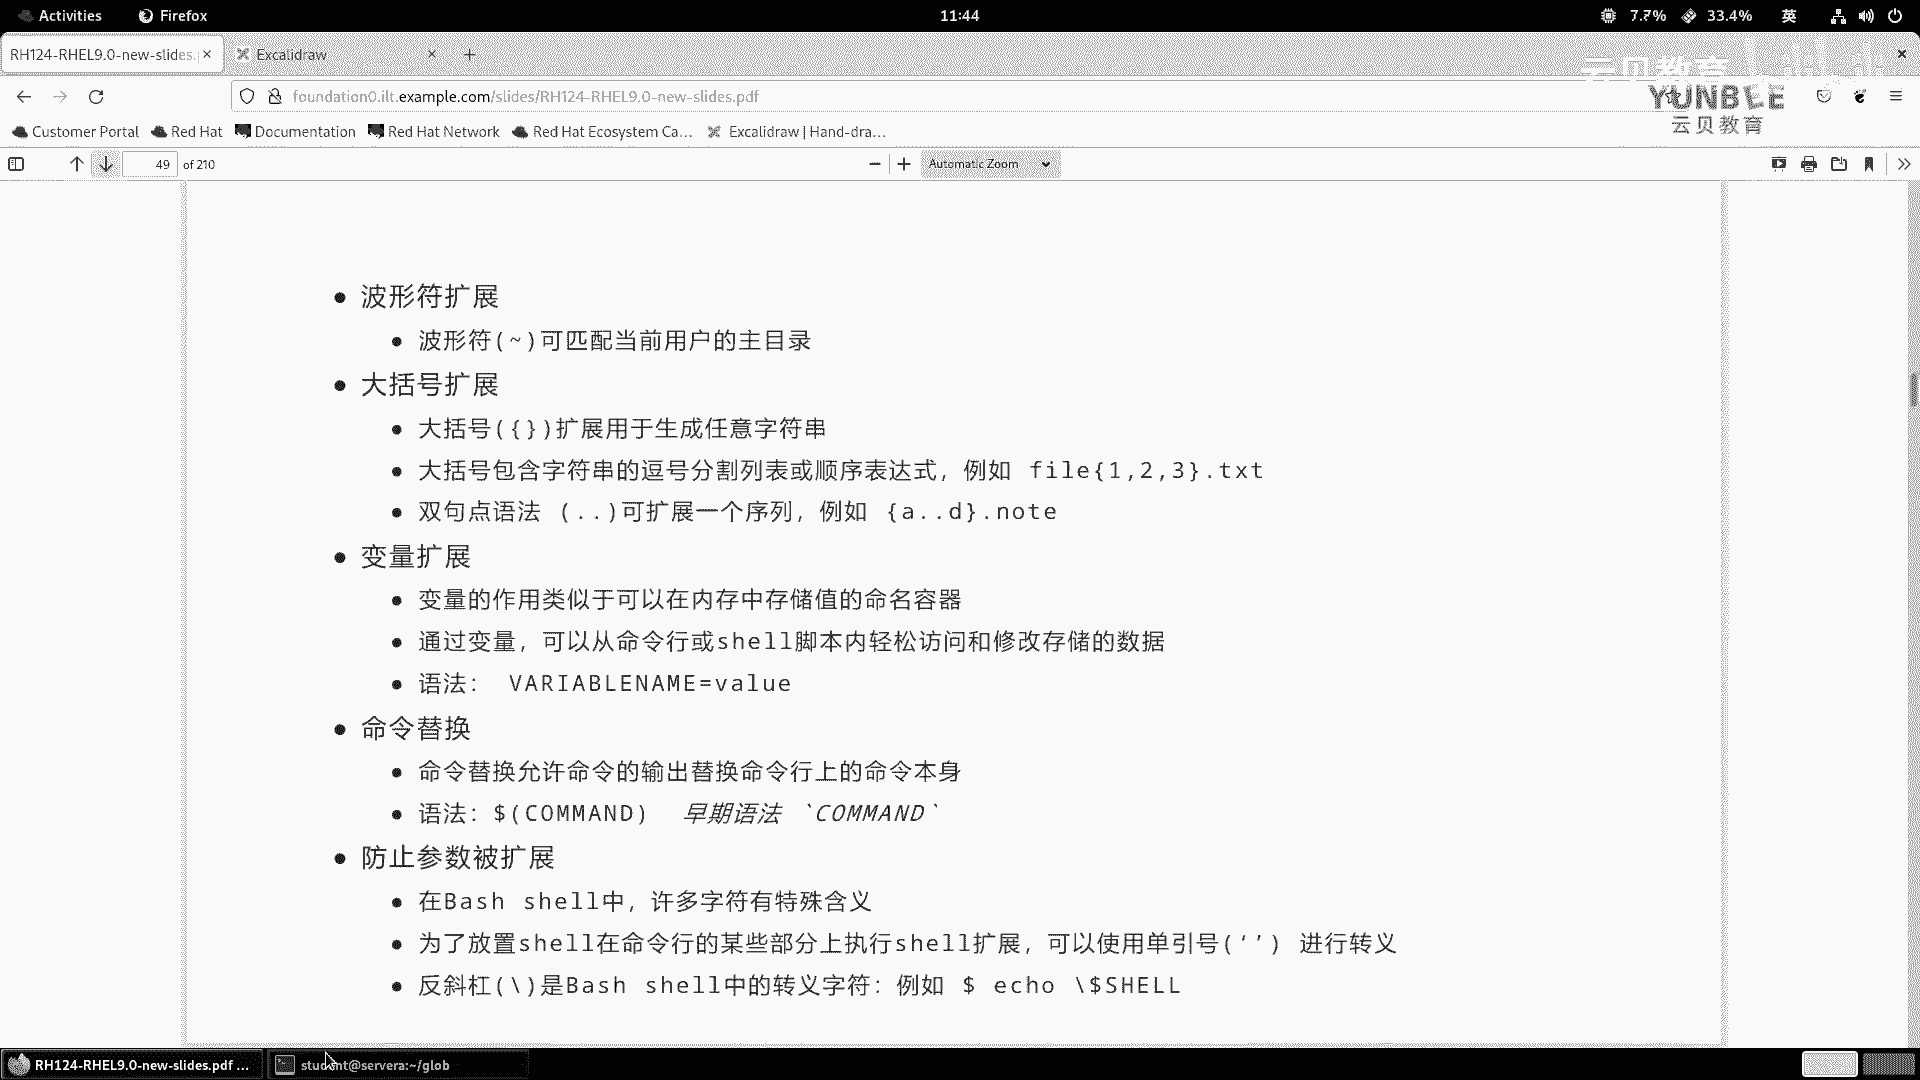 Activities
Firefox
11:44
7.7%
33.4%
英
RH124-RHEL9.0-new-slides.
Excalidraw
foundation0.ilt.example.com/slides/RH124-RHEL9.0-new-slides.pdf
YUNBEE
云贝教育
Customer Portal
Red Hat
Documentation
Red Hat Network
Red Hat Ecosystem Ca…
Excalidraw | Hand-dra…
49 of 210
Automatic Zoom
• 波形符扩展
• 波形符(~)可匹配当前用户的主目录
• 大括号扩展
• 大括号({})扩展用于生成任意字符串
• 大括号包含字符串的逗号分割列表或顺序表达式，例如 file{1,2,3}.txt
• 双句点语法 (..)可扩展一个序列，例如 {a..d}.note
• 变量扩展
• 变量的作用类似于可以在内存中存储值的命名容器
• 通过变量，可以从命令行或shell脚本内轻松访问和修改存储的数据
• 语法： VARIABLENAME=value
• 命令替换
• 命令替换允许命令的输出替换命令行上的命令本身
• 语法：$(COMMAND) 早期语法 `COMMAND`
• 防止参数被扩展
• 在Bash shell中，许多字符有特殊含义
• 为了放置shell在命令行的某些部分上执行shell扩展，可以使用单引号(‘’) 进行转义
• 反斜杠(\)是Bash shell中的转义字符：例如 $ echo \$SHELL
RH124-RHEL9.0-new-slides.pdf …
student@servera:~/glob